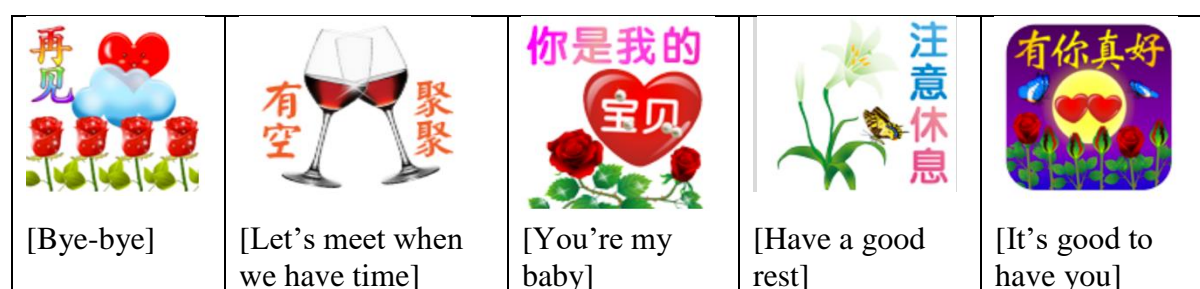 再见
[Bye-bye]
有空
聚聚
[Let’s meet when
we have time]
你是我的
宝贝
[You’re my
baby]
注意休息
[Have a good
rest]
有你真好
[It’s good to
have you]